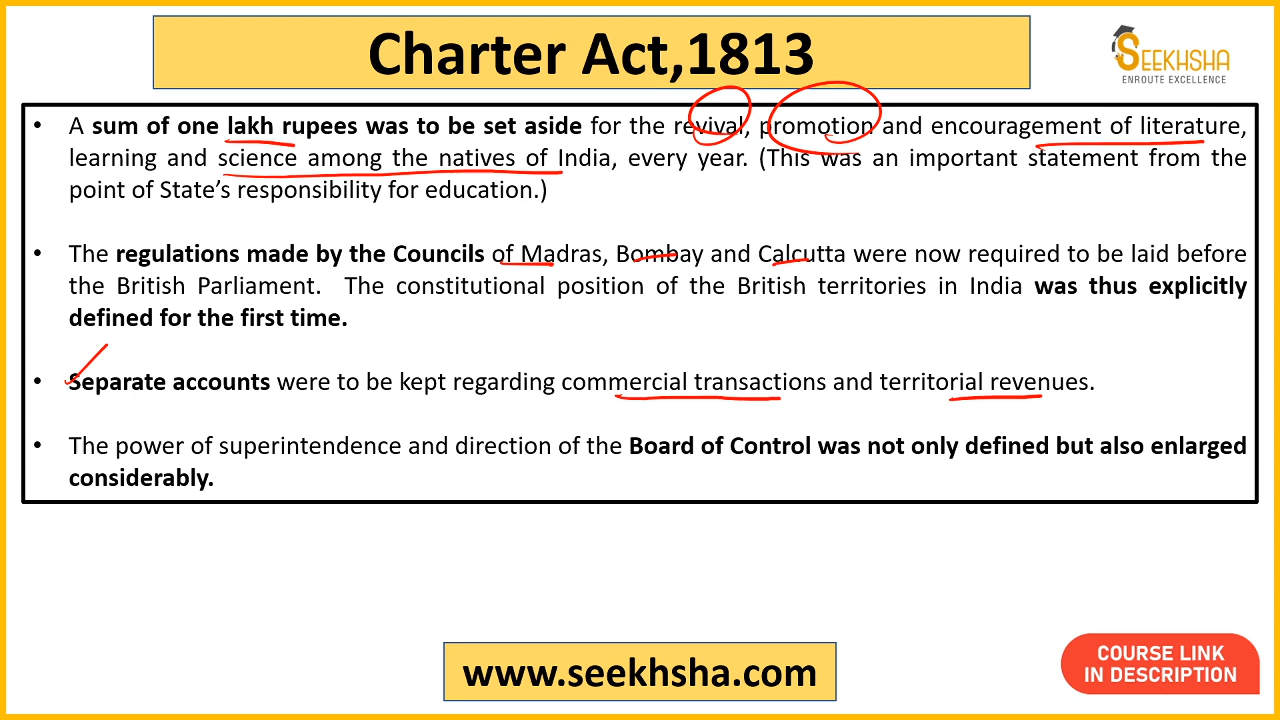 Charter Act,1813
SEEKHSHA
ENROUTE EXCELLENCE
• A sum of one lakh rupees was to be set aside for the revival, promotion and encouragement of literature,
learning and science among the natives of India, every year. (This was an important statement from the
point of State’s responsibility for education.)
• The regulations made by the Councils of Madras, Bombay and Calcutta were now required to be laid before
the British Parliament. The constitutional position of the British territories in India was thus explicitly
defined for the first time.
• Separate accounts were to be kept regarding commercial transactions and territorial revenues.
• The power of superintendence and direction of the Board of Control was not only defined but also enlarged
considerably.
www.seekhsha.com
COURSE LINK
IN DESCRIPTION